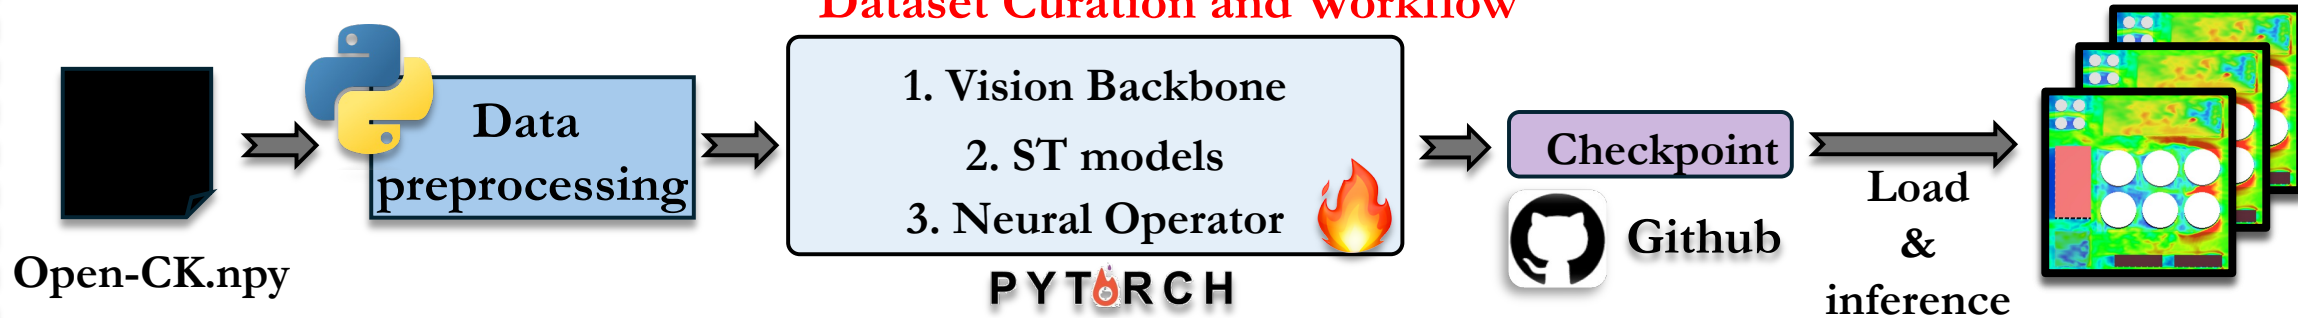 Dataset Curation and Workflow
Open-CK.npy
Data
preprocessing
1. Vision Backbone
2. ST models
3. Neural Operator
PYTORCH
Checkpoint
Github
Load
&
inference